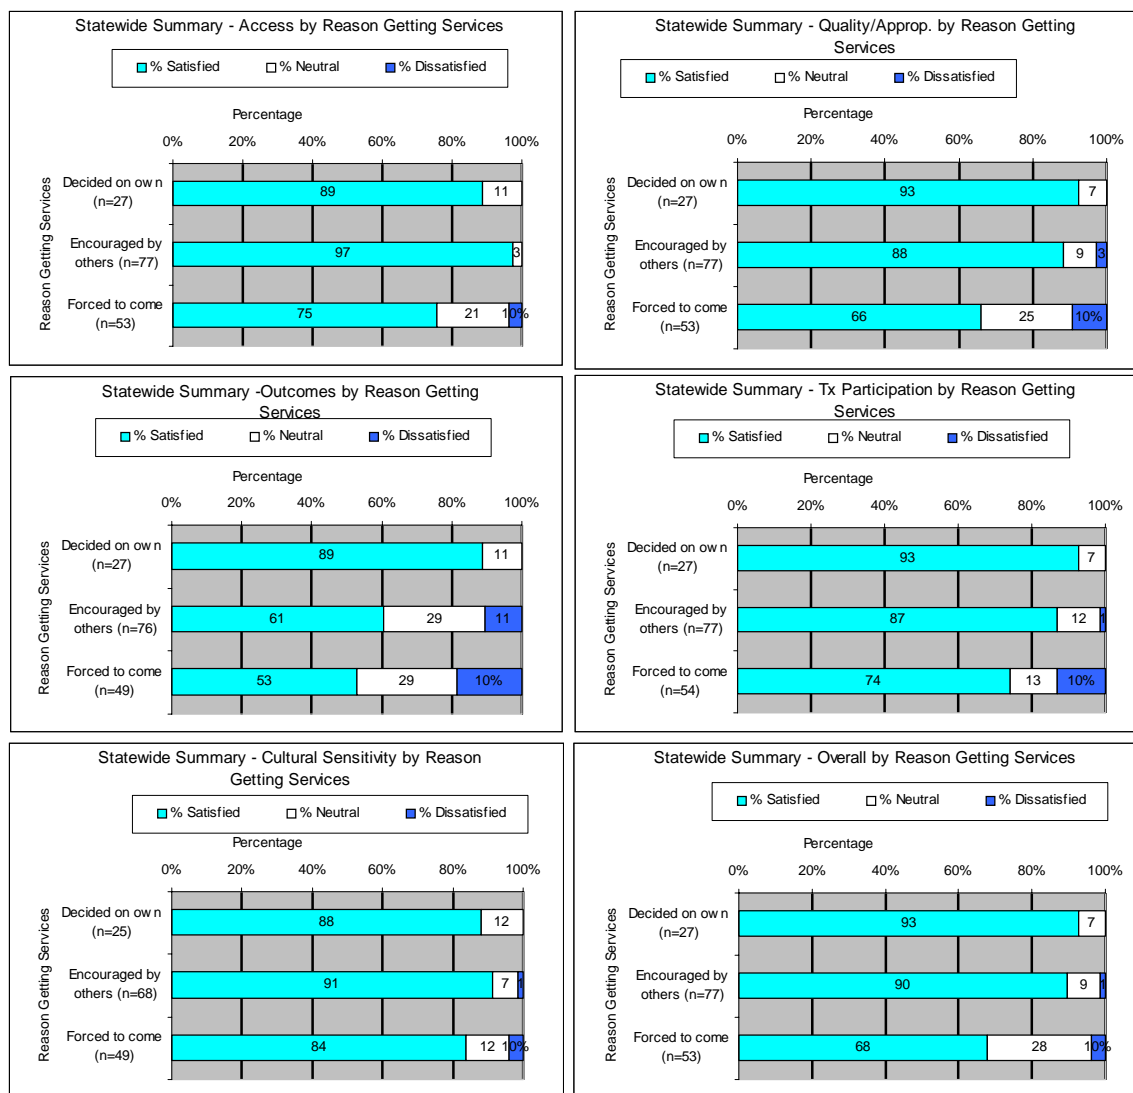 Statewide Summary - Access by Reason Getting Services
% Satisfied % Neutral % Dissatisfied
Percentage
0% 20% 40% 60% 80% 100%
Reason Getting Services
Decided on own
(n=27)
89 11
Encouraged by
others (n=77)
97 3
Forced to come
(n=53)
75 21 10%
Statewide Summary - Quality/Approp. by Reason Getting
Services
% Satisfied % Neutral % Dissatisfied
Percentage
0% 20% 40% 60% 80% 100%
Reason Getting Services
Decided on own
(n=27)
93 7
Encouraged by
others (n=77)
88 9 3
Forced to come
(n=53)
66 25 10%
Statewide Summary -Outcomes by Reason Getting
Services
% Satisfied % Neutral % Dissatisfied
Percentage
0% 20% 40% 60% 80% 100%
Reason Getting Services
Decided on own
(n=27)
89 11
Encouraged by
others (n=76)
61 29 11
Forced to come
(n=49)
53 29 10%
Statewide Summary - Tx Participation by Reason Getting
Services
% Satisfied % Neutral % Dissatisfied
Percentage
0% 20% 40% 60% 80% 100%
Reason Getting Services
Decided on own
(n=27)
93 7
Encouraged by
others (n=77)
87 12 1
Forced to come
(n=54)
74 13 10%
Statewide Summary - Cultural Sensitivity by Reason
Getting Services
% Satisfied % Neutral % Dissatisfied
Percentage
0% 20% 40% 60% 80% 100%
Reason Getting Services
Decided on own
(n=25)
88 12
Encouraged by
others (n=68)
91 7 1
Forced to come
(n=49)
84 12 10%
Statewide Summary - Overall by Reason Getting Services
% Satisfied % Neutral % Dissatisfied
Percentage
0% 20% 40% 60% 80% 100%
Reason Getting Services
Decided on own
(n=27)
93 7
Encouraged by
others (n=77)
90 9 1
Forced to come
(n=53)
68 28 10%